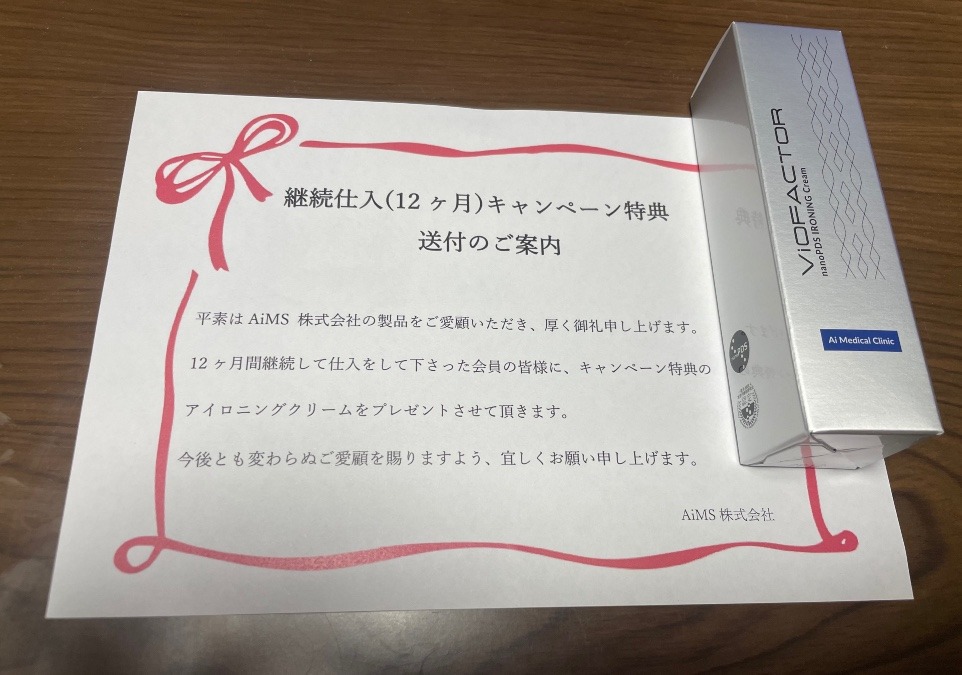 継続仕入(12ヶ月)キャンペーン特典
送付のご案内
平素はAiMS 株式会社の製品をご愛顧いただき、厚く御礼申し上げます。
12ヶ月間継続して仕入をして下さった会員の皆様に、キャンペーン特典の
アイロニングクリームをプレゼントさせて頂きます。
今後とも変わらぬご愛顧を賜りますよう、宜しくお願い申し上げます。
AiMS 株式会社
ViOFACTOR
nanoPDS IRONING Cream
Ai Medical Clinic
PDS